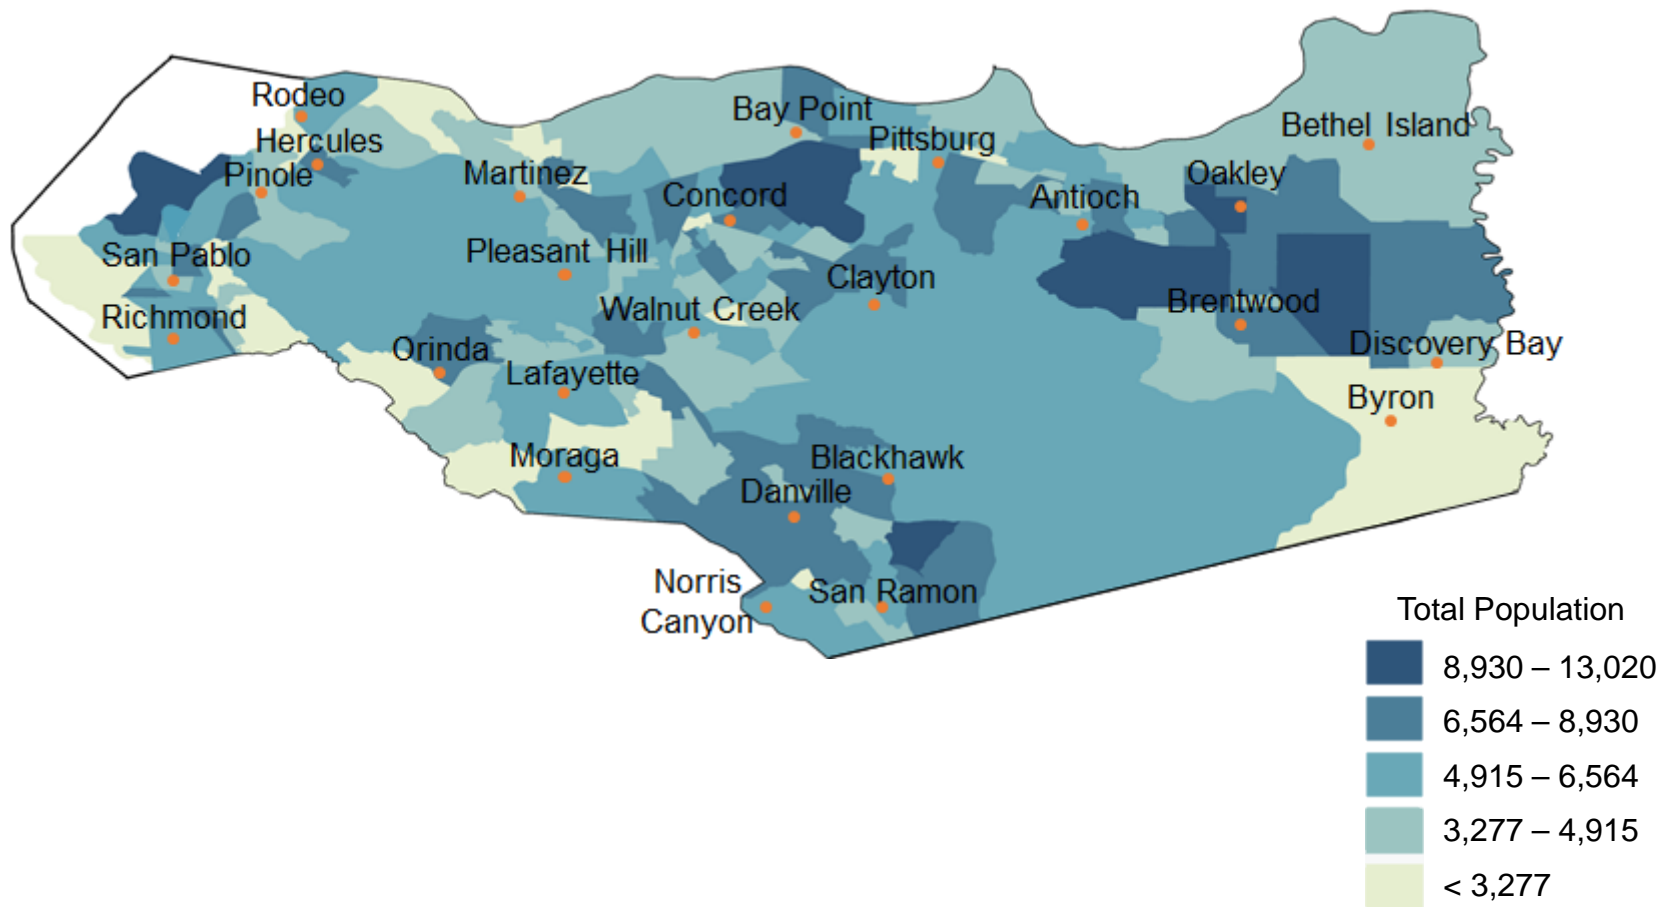 Rodeo
Bay Point
Bethel Island
Hercules
Pittsburg
Pinole
Martinez
Oakley
Concord
Antioch
San Pablo
Pleasant Hill
Clayton
Richmond
Walnut Creek
Brentwood
Orinda
Discovery Bay
Lafayette
Byron
Moraga
Blackhawk
Danville
Norris
Canyon
San Ramon
Total Population
8,930 – 13,020
6,564 – 8,930
4,915 – 6,564
3,277 – 4,915
< 3,277